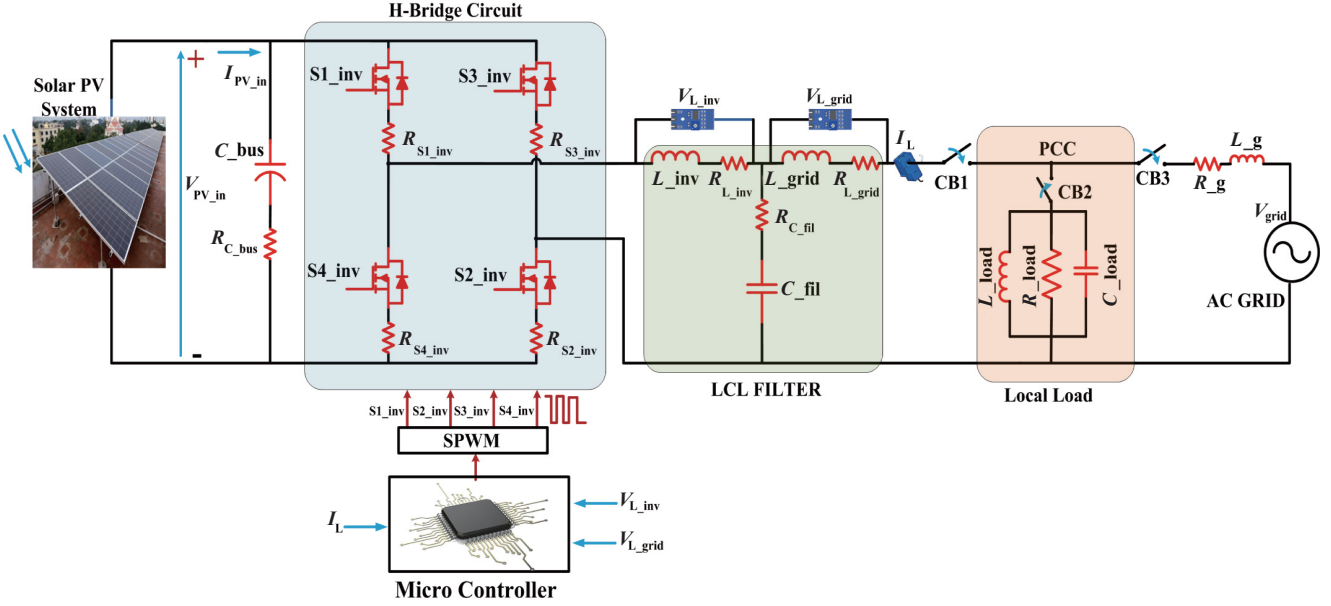 H-Bridge Circuit
Solar PV
System
+
I_PV_in
S1_inv
S3_inv
V_L_inv
V_L_grid
C_bus
R_S1_inv
R_S3_inv
I_L
PCC
L_g
L_inv
R_L_inv
L_grid
R_L_grid
CB1
CB3
R_g
V_PV_in
CB2
V_grid
R_C_bus
R_C_fil
S4_inv
S2_inv
C_fil
L_load
R_load
C_load
AC GRID
R_S4_inv
R_S2_inv
-
LCL FILTER
Local Load
S1_inv
S2_inv
S3_inv
S4_inv
SPWM
I_L
V_L_inv
V_L_grid
Micro Controller